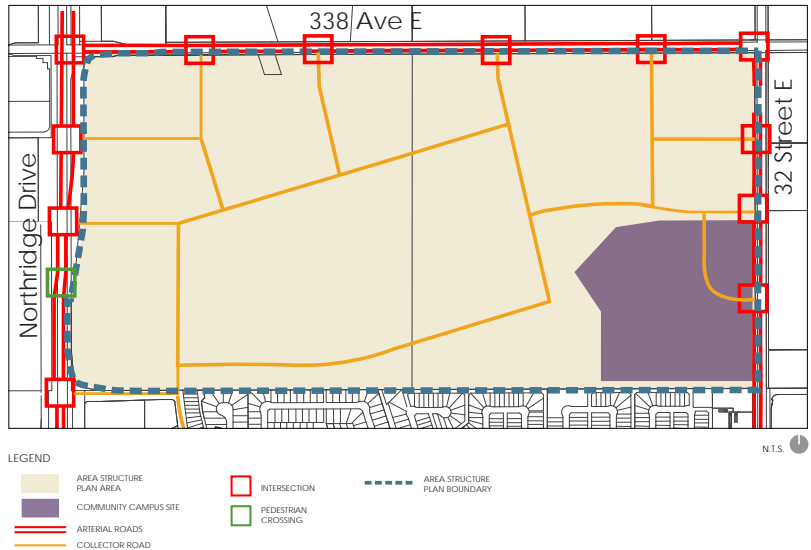 338 Ave E
Northridge Drive
32 Street E
N.T.S.
LEGEND
AREA STRUCTURE
PLAN AREA
COMMUNITY CAMPUS SITE
ARTERIAL ROADS
COLLECTOR ROAD
INTERSECTION
PEDESTRIAN
CROSSING
AREA STRUCTURE
PLAN BOUNDARY